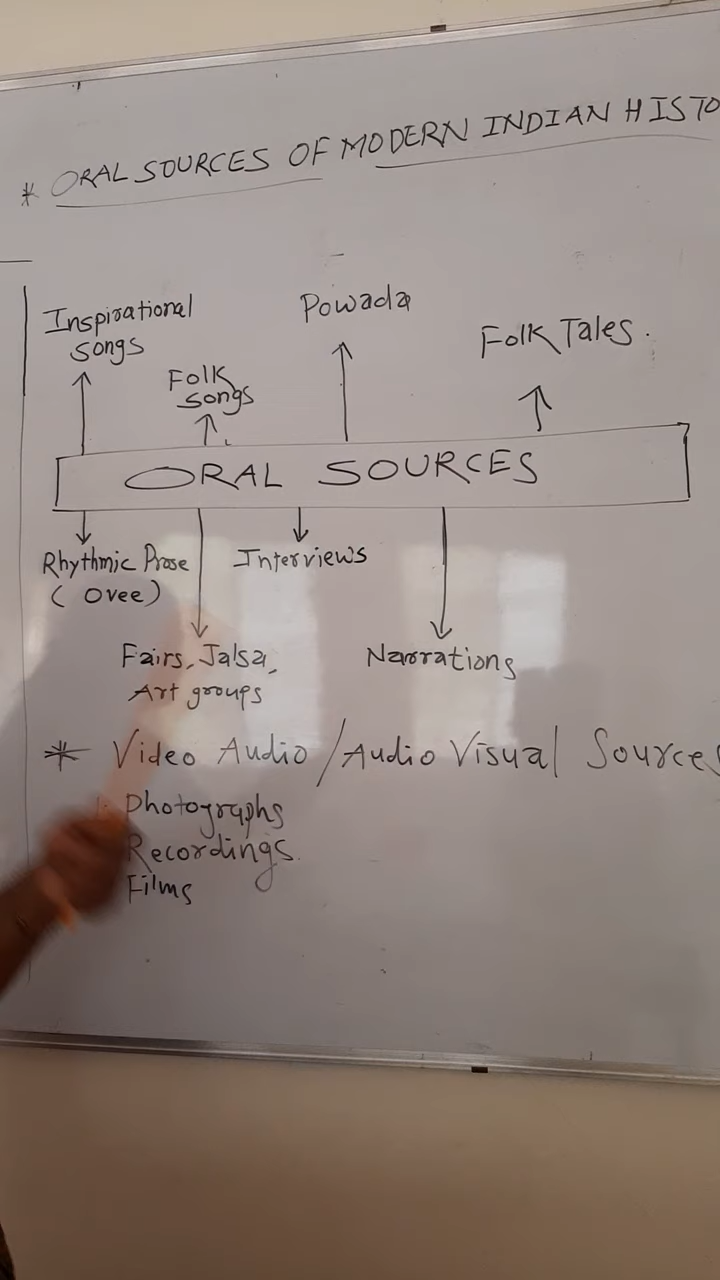 * ORAL SOURCES OF MODERN INDIAN HISTO
Inspirational
songs
Folk
songs
Powada
Folk Tales.
ORAL SOURCES
Rhythmic Prose
( Ovee)
Interviews
Fairs, Jalsa,
Art groups
Narrations
* Video Audio / Audio Visual Sources
Photographs
Recordings.
Films